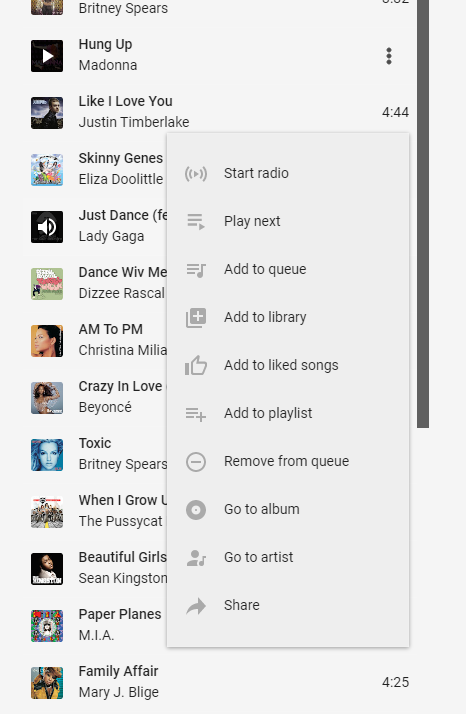 Britney Spears
Hung Up
Madonna
Like I Love You
Justin Timberlake
4:44
Skinny Genes
Eliza Doolittle
Just Dance (fe
Lady Gaga
Dance Wiv Me
Dizzee Rascal
AM To PM
Christina Milia
Crazy In Love
Beyoncé
Toxic
Britney Spears
When I Grow U
The Pussycat
Beautiful Girls
Sean Kingston
Paper Planes
M.I.A.
Family Affair
Mary J. Blige
4:25
Start radio
Play next
Add to queue
Add to library
Add to liked songs
Add to playlist
Remove from queue
Go to album
Go to artist
Share